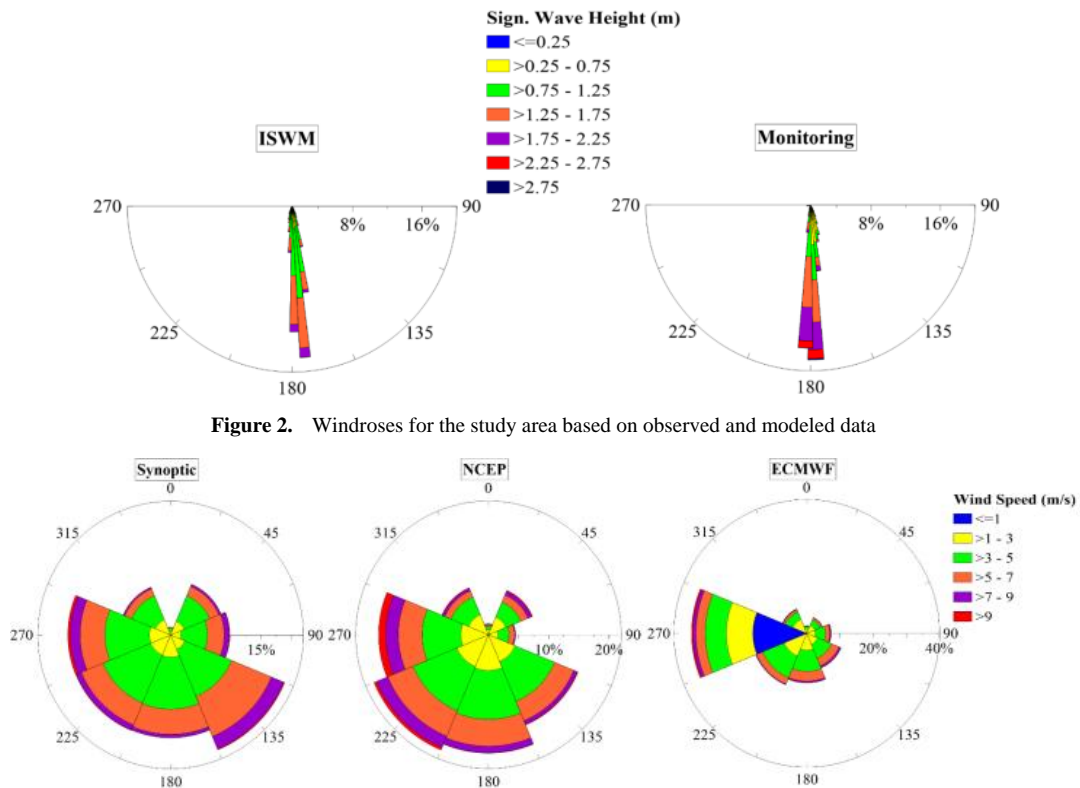 Sign. Wave Height (m)
<=0.25
>0.25 - 0.75
>0.75 - 1.25
>1.25 - 1.75
>1.75 - 2.25
>2.25 - 2.75
>2.75
ISWM
270
90
8%
16%
225
135
180
Monitoring
270
90
8%
16%
225
135
180
Figure 2. Windroses for the study area based on observed and modeled data
Synoptic
0
315
45
270
90
15%
225
135
180
NCEP
0
315
45
270
90
10%
20%
225
135
180
ECMWF
0
315
45
270
90
20%
40%
225
135
180
Wind Speed (m/s)
<=1
>1 - 3
>3 - 5
>5 - 7
>7 - 9
>9